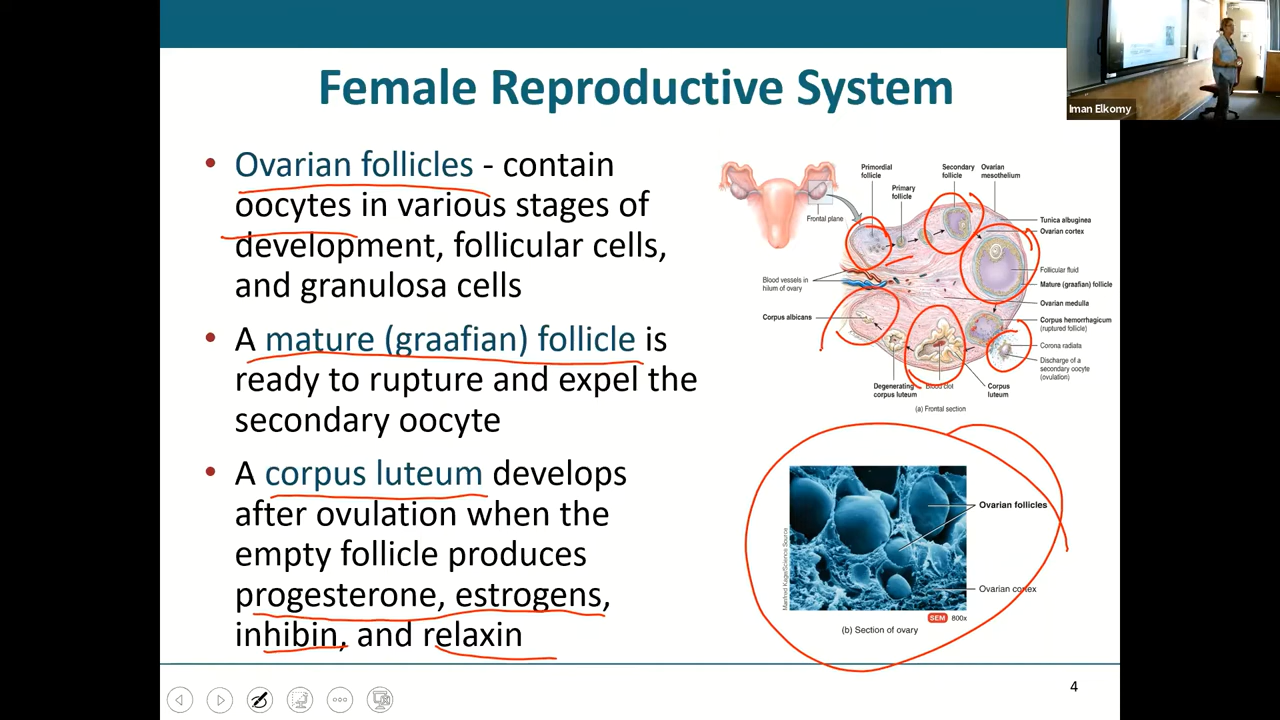 Iman Elkomy
Female Reproductive System
• Ovarian follicles - contain
oocytes in various stages of
development, follicular cells,
and granulosa cells
• A mature (graafian) follicle is
ready to rupture and expel the
secondary oocyte
• A corpus luteum develops
after ovulation when the
empty follicle produces
progesterone, estrogens,
inhibin, and relaxin
Primordial
follicle
Primary
follicle
Secondary
follicle
Ovarian
mesothelium
Frontal plane
Tunica albuginea
Ovarian cortex
Follicular fluid
Mature (graafian) follicle
Ovarian medulla
Corpus hemorrhagicum
(ruptured follicle)
Corona radiata
Discharge of a
secondary oocyte
(ovulation)
Blood vessels in
hilum of ovary
Corpus albicans
Degenerating
corpus luteum
Blood clot
Corpus
luteum
(a) Frontal section
Manfred Kage/Science Source
Ovarian follicles
Ovarian cortex
SEM 800x
(b) Section of ovary
4